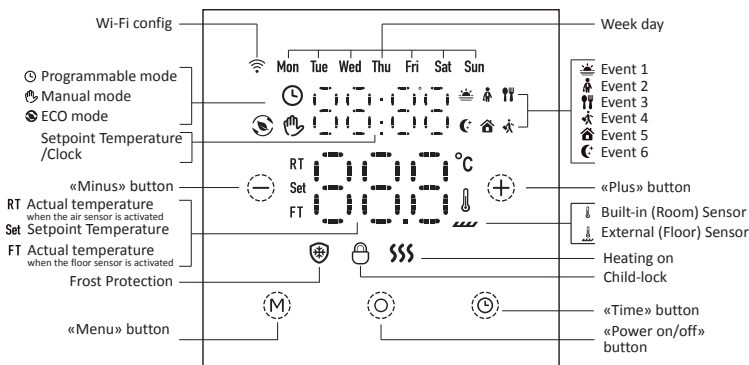 Wi-Fi config
Week day
Mon Tue Wed Thu Fri Sat Sun
Programmable mode
Manual mode
ECO mode
Setpoint Temperature
/Clock
88:88
Event 1
Event 2
Event 3
Event 4
Event 5
Event 6
«Minus» button
RT
Set
FT
88.8
°C
«Plus» button
RT Actual temperature
when the air sensor is activated
Set Setpoint Temperature
FT Actual temperature
when the floor sensor is activated
Built-in (Room) Sensor
External (Floor) Sensor
Frost Protection
Heating on
Child-lock
M
«Menu» button
«Time» button
«Power on/off»
button